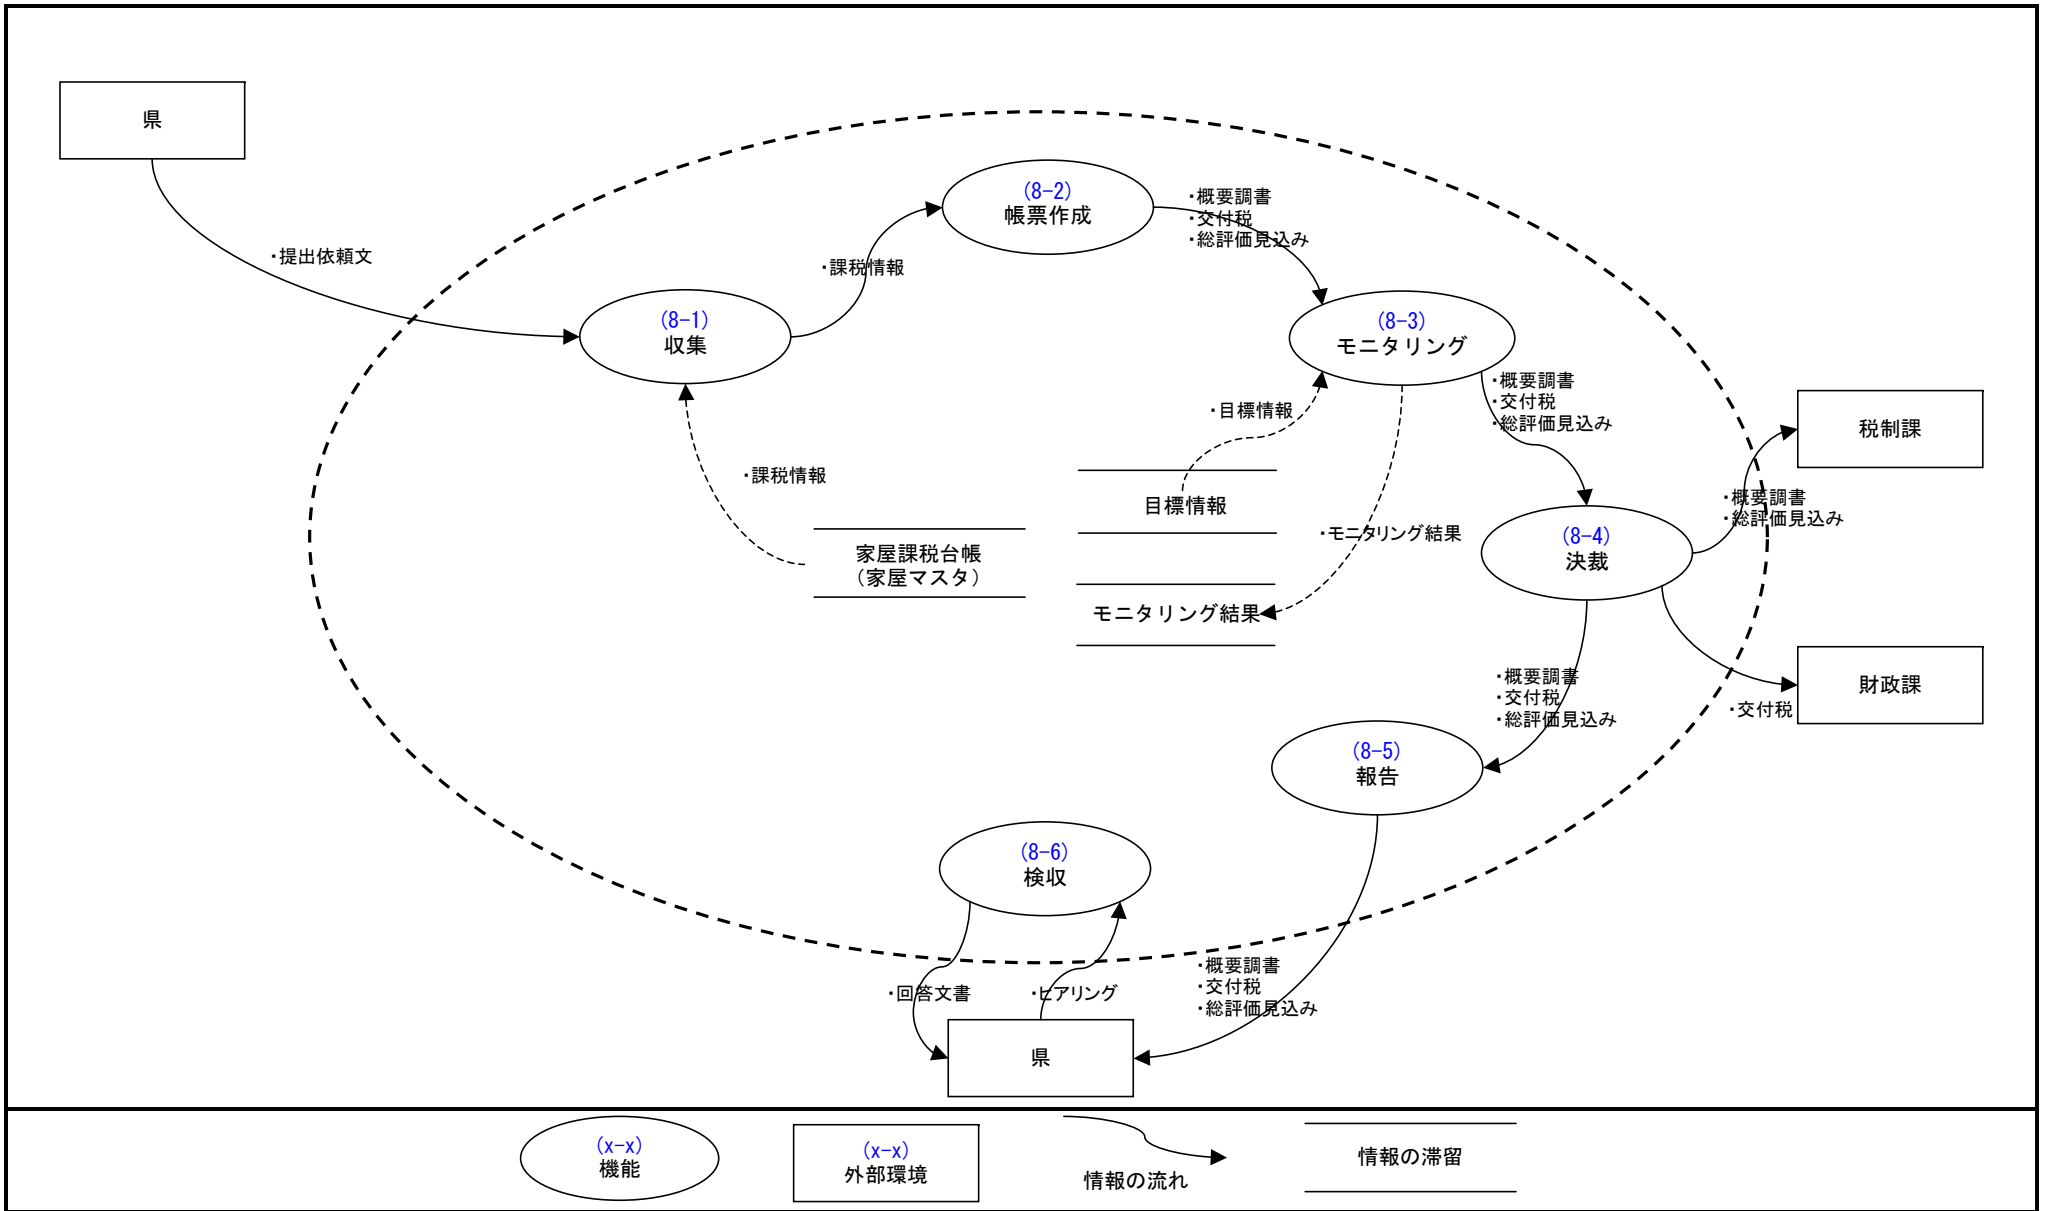 県
・提出依頼文
(8-1)
収集
・課税情報
(8-2)
帳票作成
・概要調書
・交付税
・総評価見込み
(8-3)
モニタリング
・概要調書
・交付税
・総評価見込み
・目標情報
・課税情報
目標情報
家屋課税台帳
（家屋マスタ）
・モニタリング結果
モニタリング結果
(8-4)
決裁
税制課
・概要調書
・総評価見込み
財政課
・交付税
・概要調書
・交付税
・総評価見込み
(8-5)
報告
(8-6)
検収
・回答文書
・ヒアリング
・概要調書
・交付税
・総評価見込み
県
(x-x)
機能
(x-x)
外部環境
情報の流れ
情報の滞留